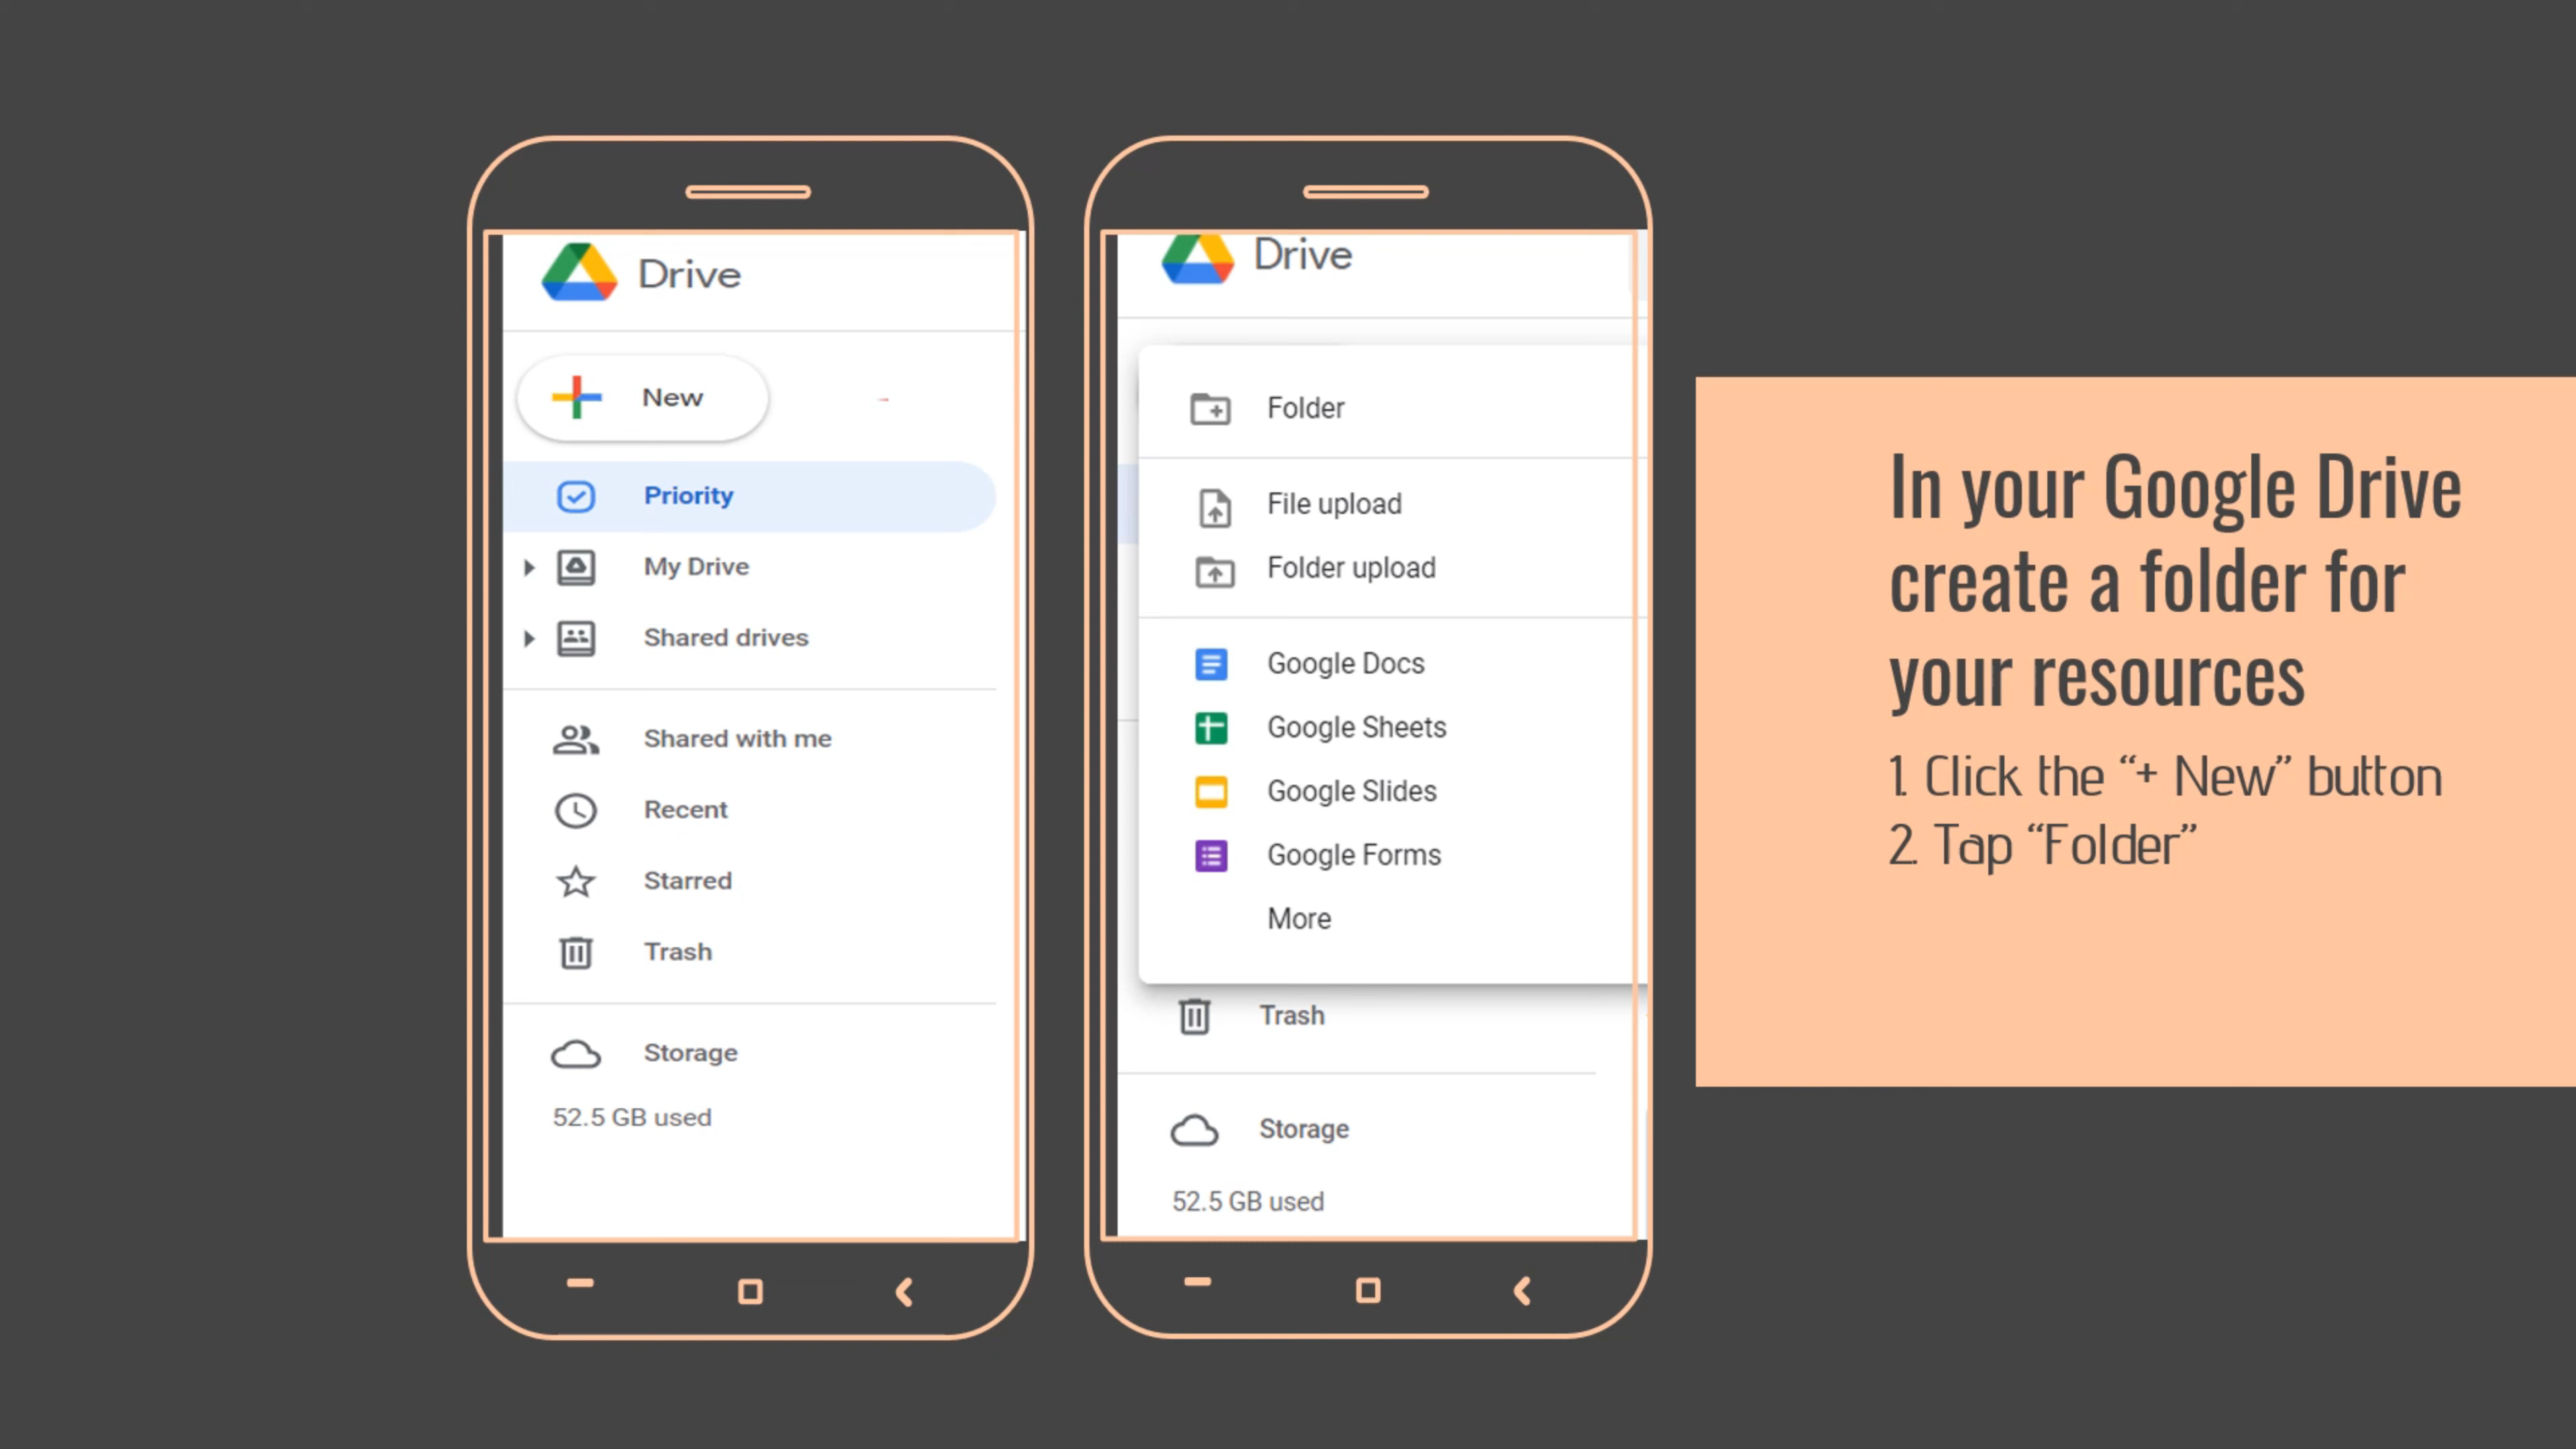 Drive
New
Priority
My Drive
Shared drives
Shared with me
Recent
Starred
Trash
Storage
52.5 GB used
Drive
Folder
File upload
Folder upload
Google Docs
Google Sheets
Google Slides
Google Forms
More
Trash
Storage
52.5 GB used
In your Google Drive
create a folder for
your resources
1. Click the “+ New” button
2. Tap “Folder”